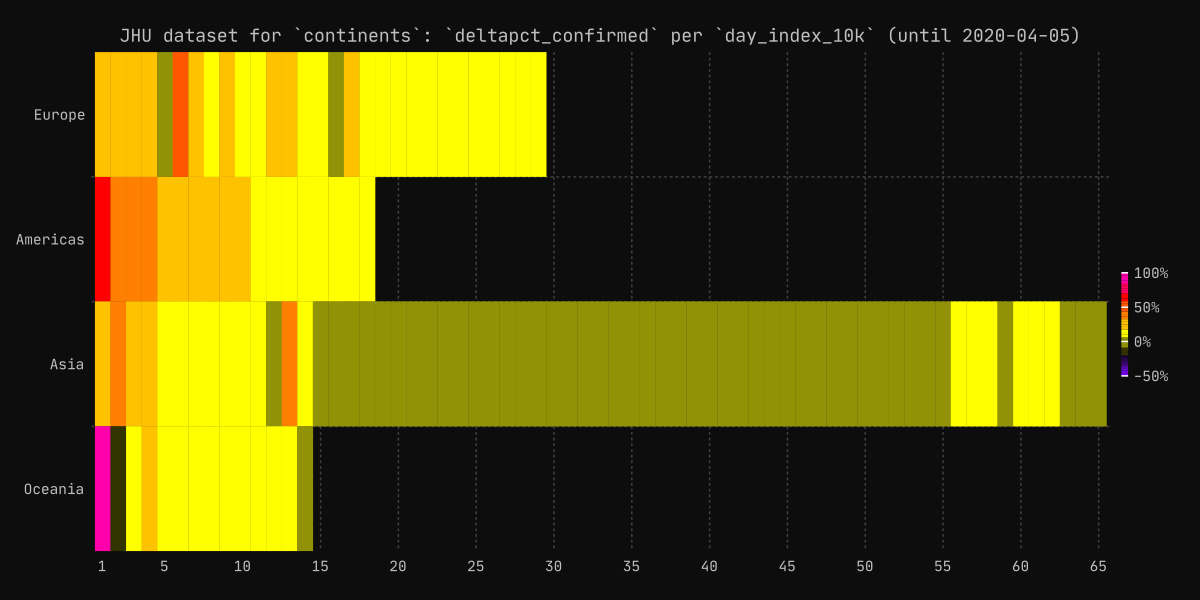 JHU dataset for `continents`: `deltapct_confirmed` per `day_index_10k` (until 2020-04-05)
Europe
Americas
Asia
Oceania
100%
50%
0%
-50%
1 5 10 15 20 25 30 35 40 45 50 55 60 65